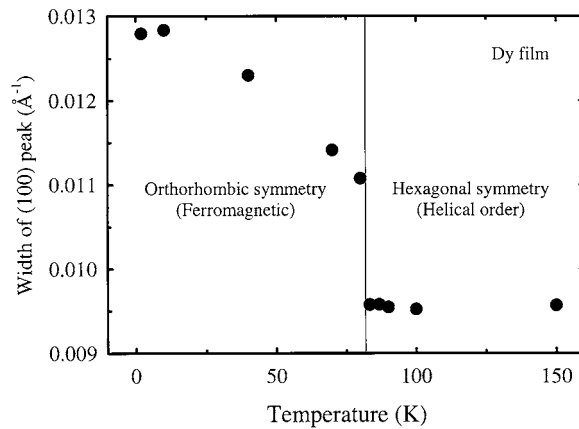 0.013
0.012
0.011
0.010
0.009
Width of (100) peak (Å⁻¹)
Dy film
Orthorhombic symmetry
(Ferromagnetic)
Hexagonal symmetry
(Helical order)
0
50
100
150
Temperature (K)